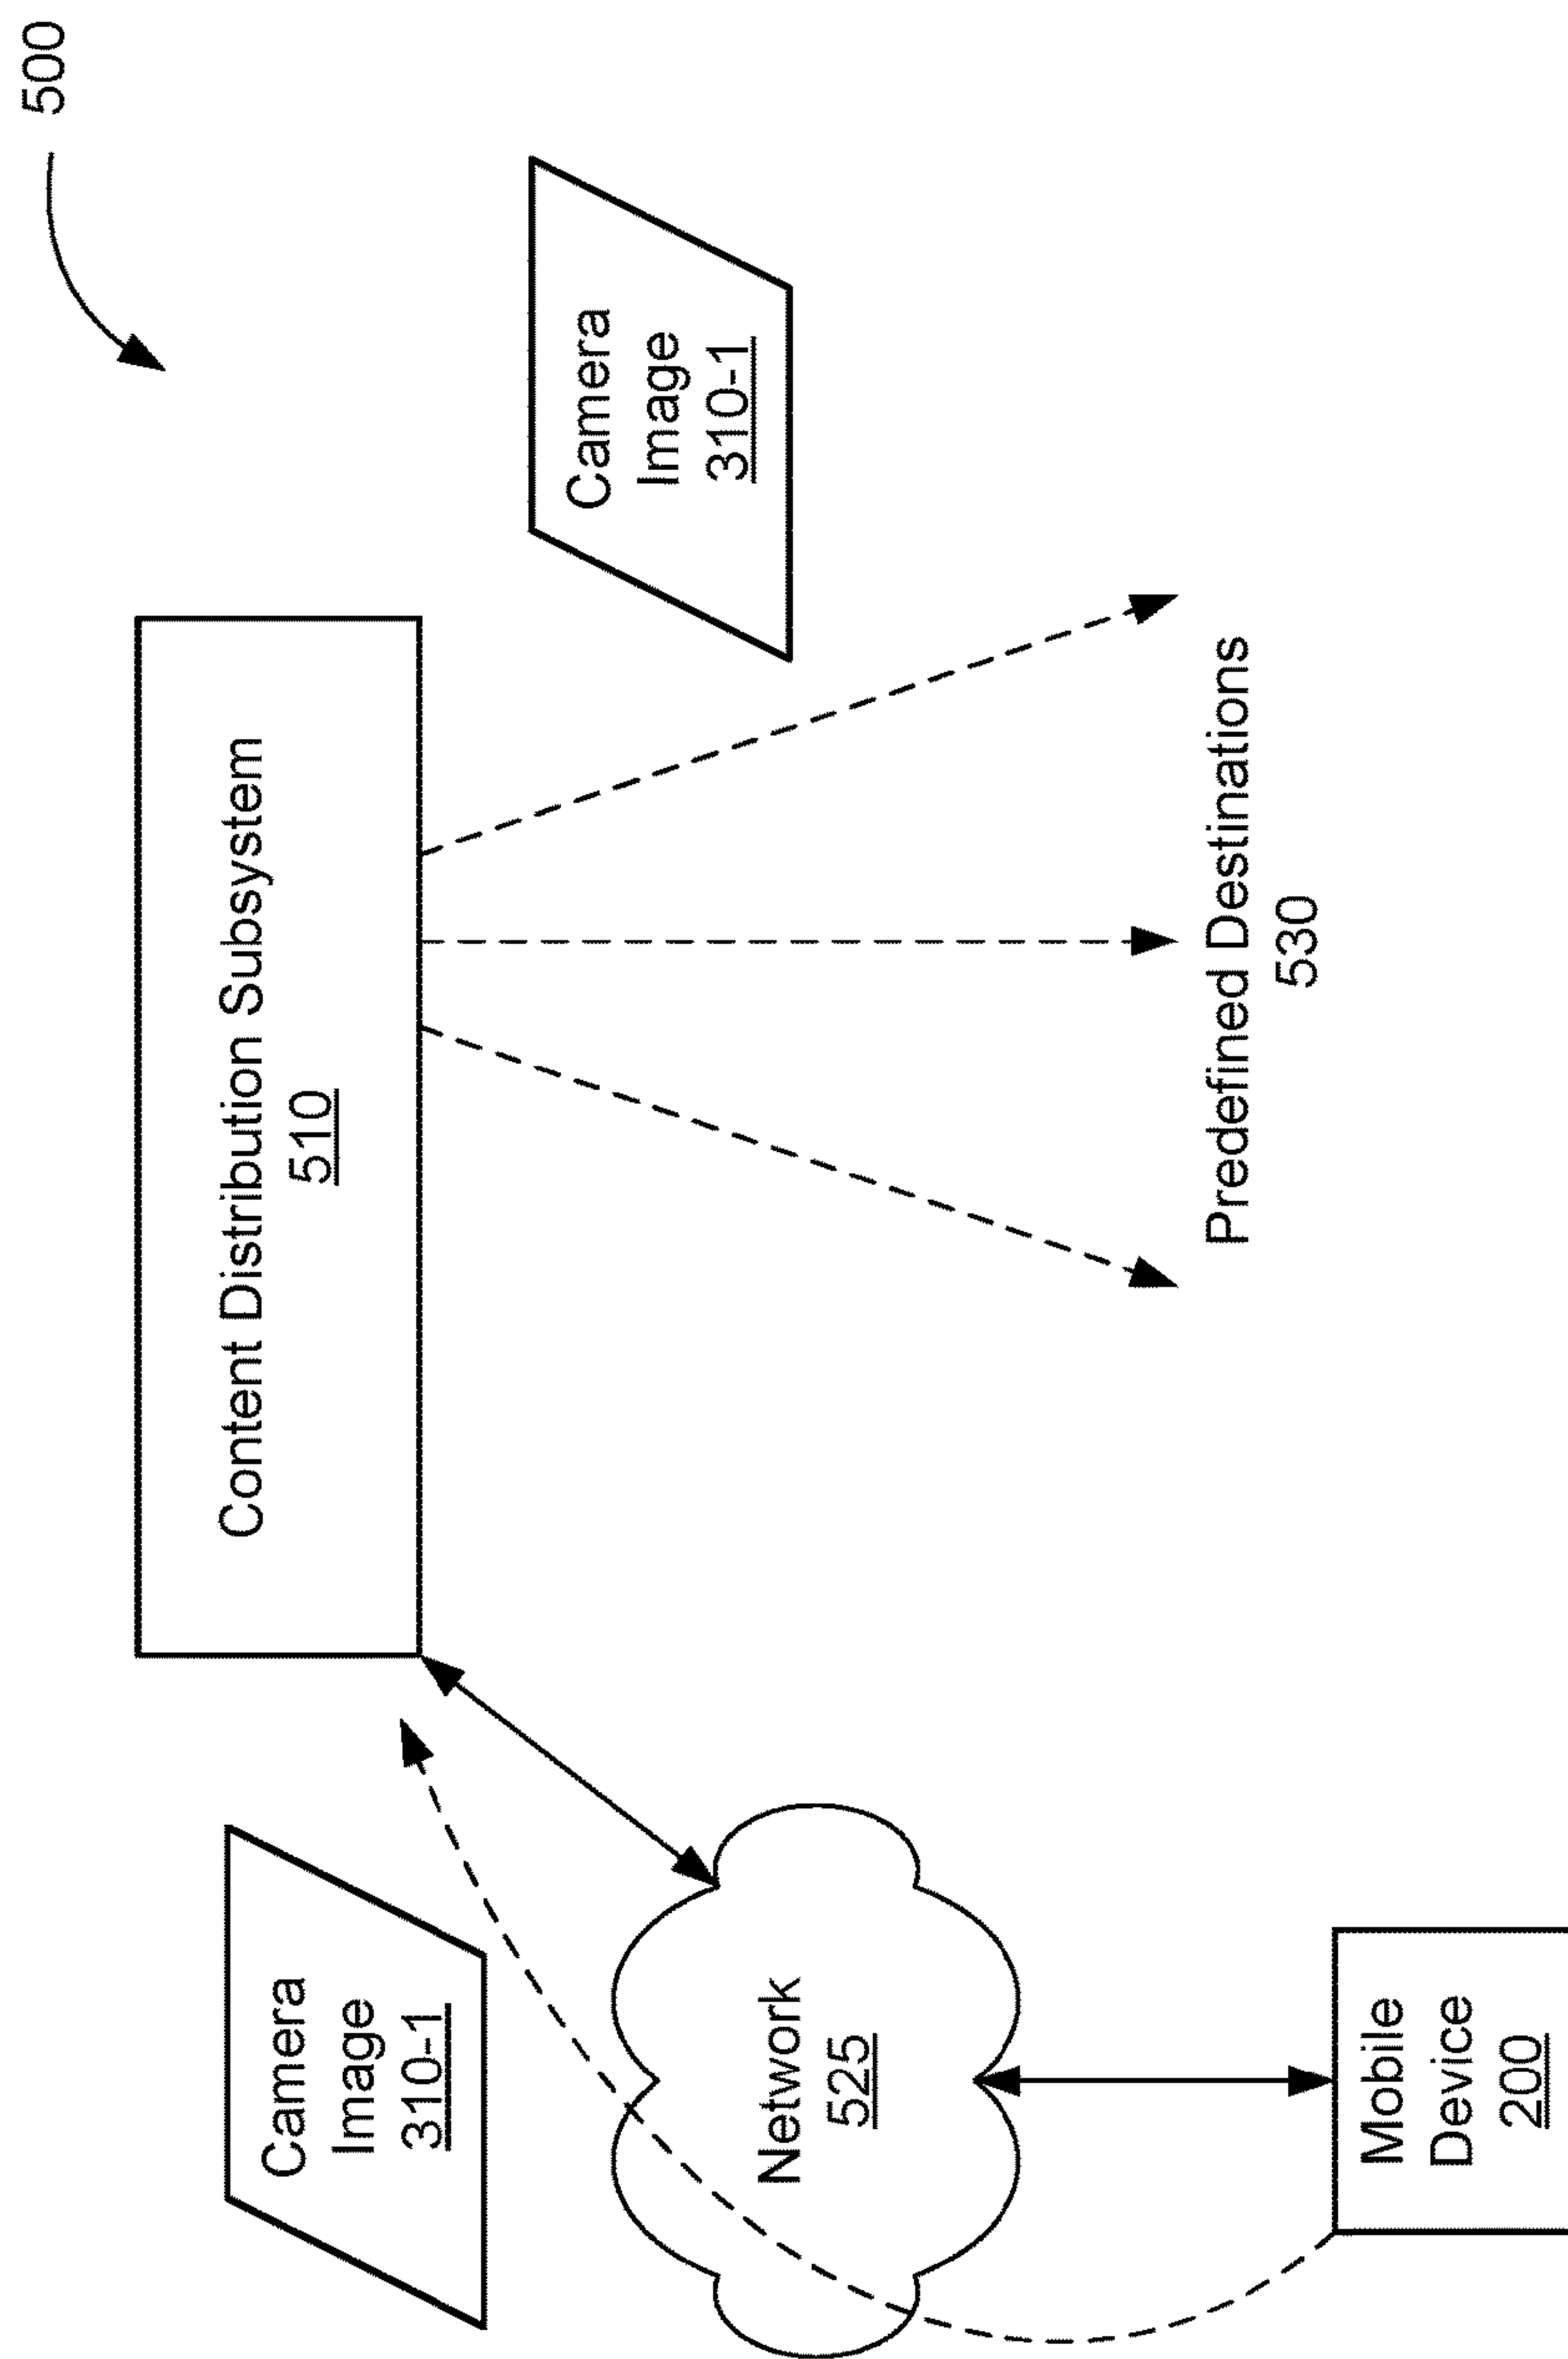 500
Content Distribution Subsystem
510
Camera
Image
310-1
Camera
Image
310-1
Network
525
Predefined Destinations
530
Mobile
Device
200